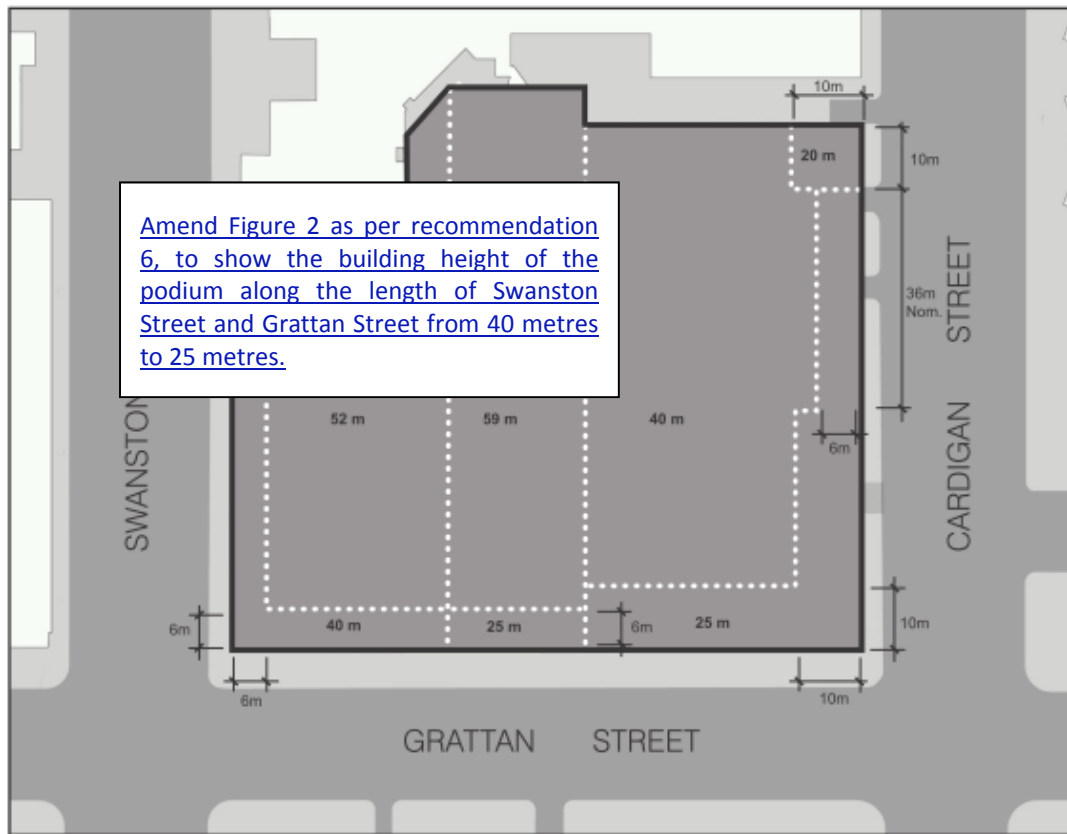 10m
20 m
10m
Amend Figure 2 as per recommendation
6, to show the building height of the
podium along the length of Swanston
Street and Grattan Street from 40 metres
to 25 metres.
36m
Nom.
CARDIGAN STREET
SWANSTON
52 m
59 m
40 m
6m
6m
40 m
25 m
6m
25 m
10m
6m
10m
GRATTAN STREET